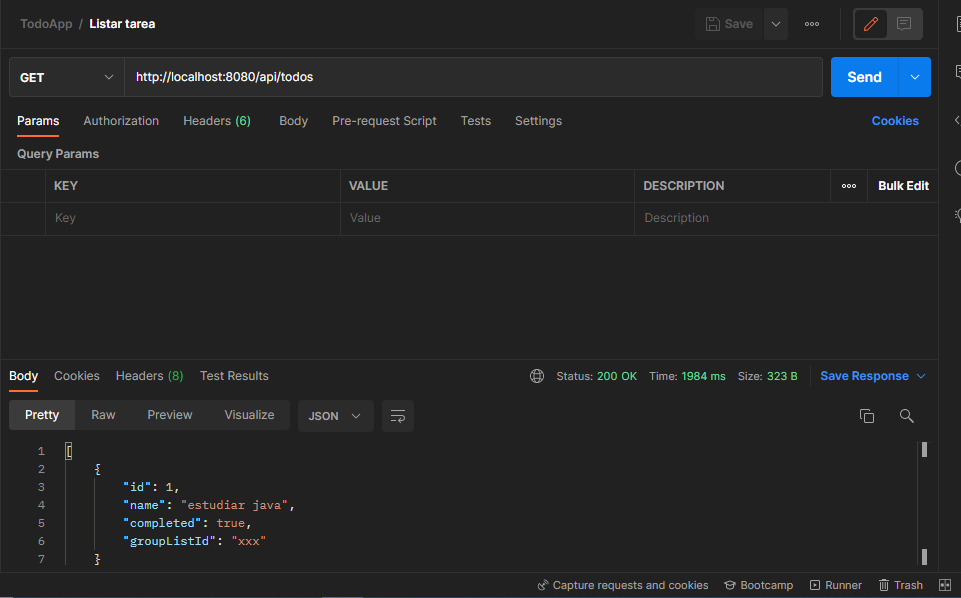 TodoApp / Listar tarea
Save
GET http://localhost:8080/api/todos Send
Params Authorization Headers (6) Body Pre-request Script Tests Settings Cookies
Query Params
KEY VALUE DESCRIPTION Bulk Edit
Key Value Description
Body Cookies Headers (8) Test Results Status: 200 OK Time: 1984 ms Size: 323 B Save Response
Pretty Raw Preview Visualize JSON
1 [
2 {
3 "id": 1,
4 "name": "estudiar java",
5 "completed": true,
6 "groupListId": "xxx"
7 }
Capture requests and cookies Bootcamp Runner Trash